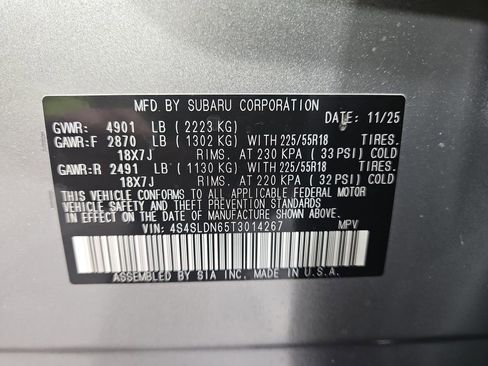 MFD. BY SUBARU CORPORATION
DATE: 11/25
GVWR: 4901 LB ( 2223 KG)
GAWR:F 2870 LB ( 1302 KG) WITH 225/55R18 TIRES.
18X7J RIMS. AT 230 KPA ( 33 PSI) COLD
GAWR:R 2491 LB ( 1130 KG) WITH 225/55R18 TIRES.
18X7J RIMS. AT 220 KPA ( 32 PSI) COLD
THIS VEHICLE CONFORMS TO ALL APPLICABLE FEDERAL MOTOR
VEHICLE SAFETY AND THEFT PREVENTION STANDARDS
IN EFFECT ON THE DATE OF MANUFACTURE SHOWN ABOVE.
VIN: 4S4SLDN65T3014267 MPV
ASSEMBLED BY SIA INC. MADE IN U.S.A.